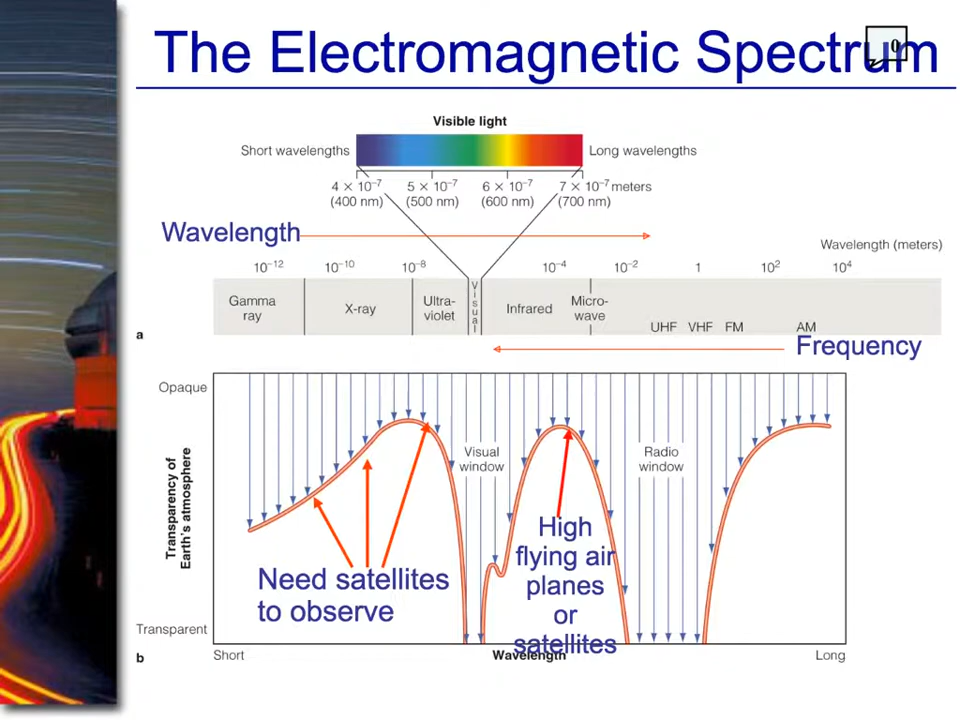 The Electromagnetic Spectrum
0
Visible light
Short wavelengths
Long wavelengths
4 × 10⁻⁷ 5 × 10⁻⁷ 6 × 10⁻⁷ 7 × 10⁻⁷ meters
(400 nm) (500 nm) (600 nm) (700 nm)
Wavelength
Wavelength (meters)
10⁻¹² 10⁻¹⁰ 10⁻⁸ 10⁻⁴ 10⁻² 1 10² 10⁴
Gamma
ray
X-ray
Ultra-
violet
Visual
Infrared
Micro-
wave
UHF VHF FM AM
a
Frequency
Opaque
Transparency of
Earth's atmosphere
Visual
window
Radio
window
Need satellites
to observe
High
flying air
planes
or
satellites
Transparent
b
Short
Wavelength
Long